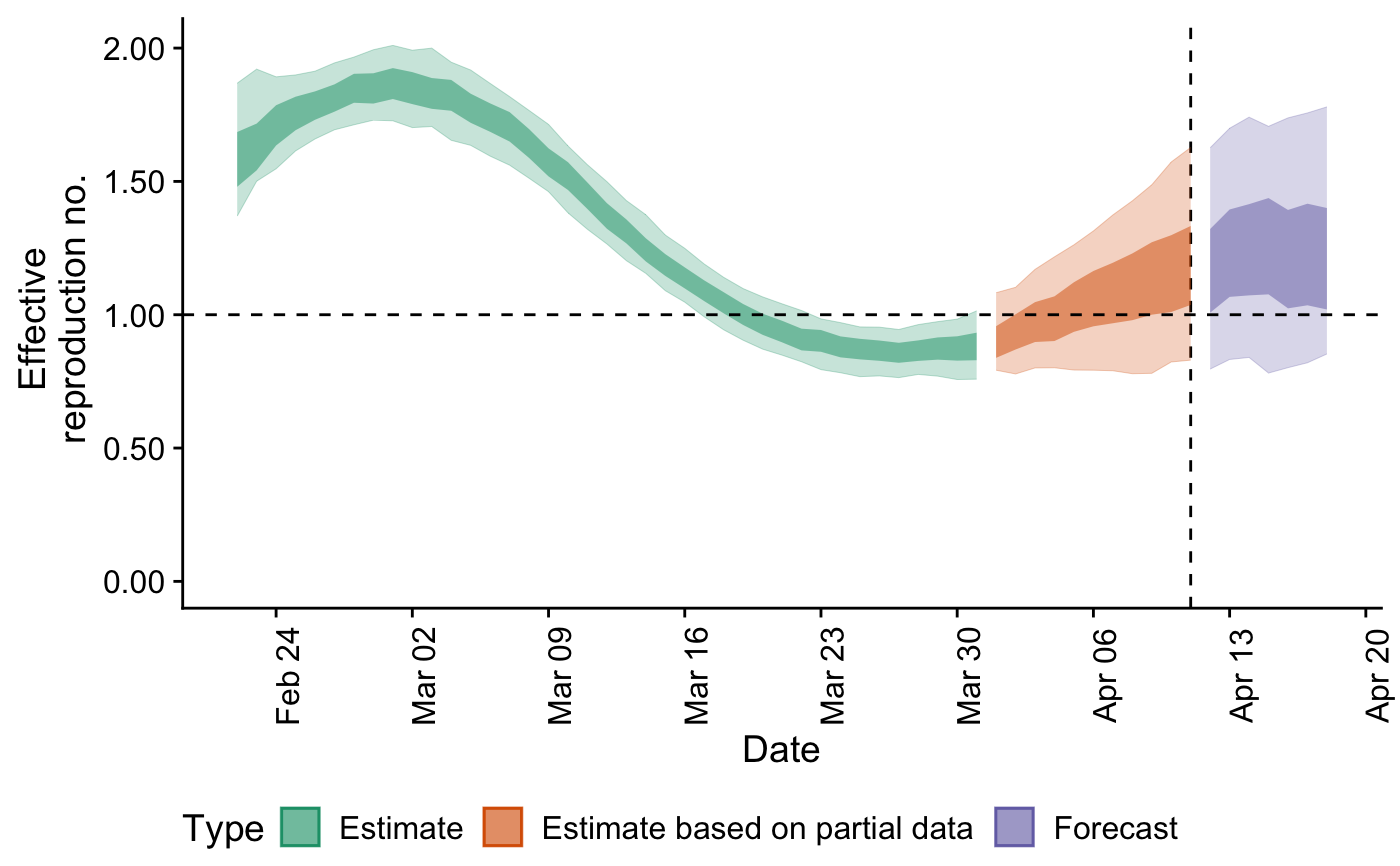 Effective
reproduction no.
2.00
1.50
1.00
0.50
0.00
Feb 24
Mar 02
Mar 09
Mar 16
Mar 23
Mar 30
Apr 06
Apr 13
Apr 20
Date
Type Estimate Estimate based on partial data Forecast